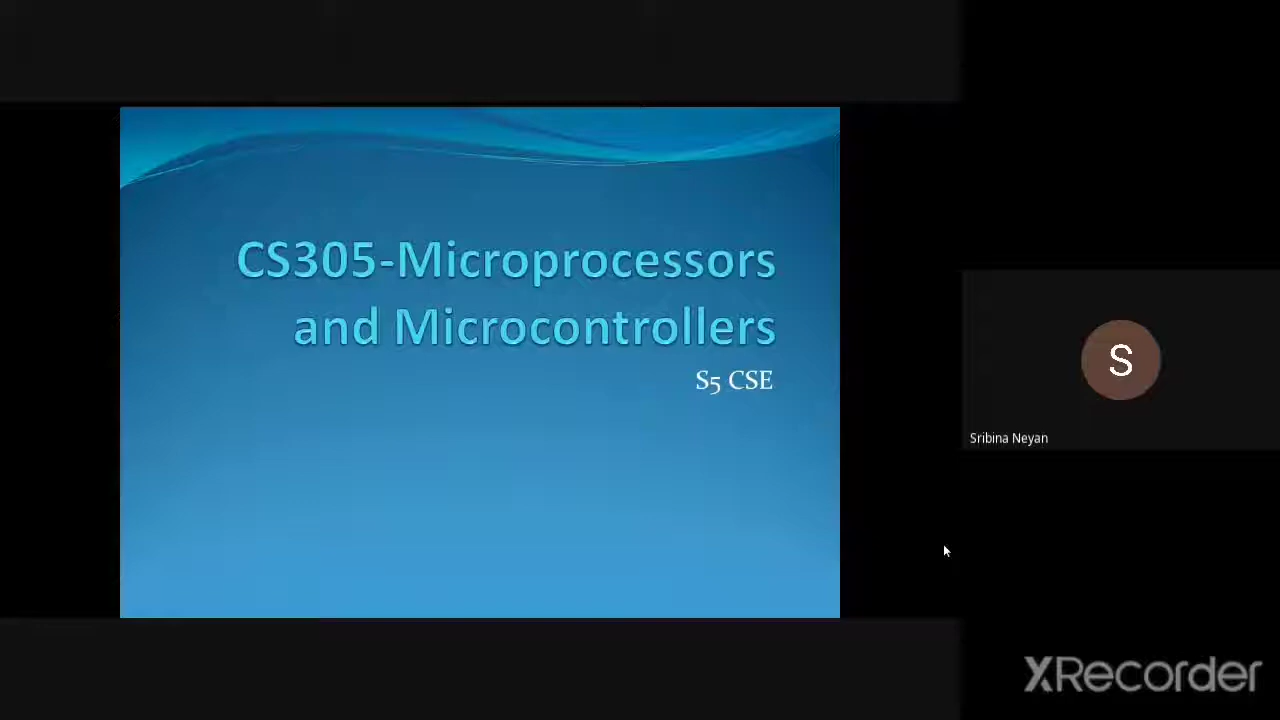 CS305-Microprocessors
and Microcontrollers
S5 CSE
S
Sribina Neyan
XRecorder